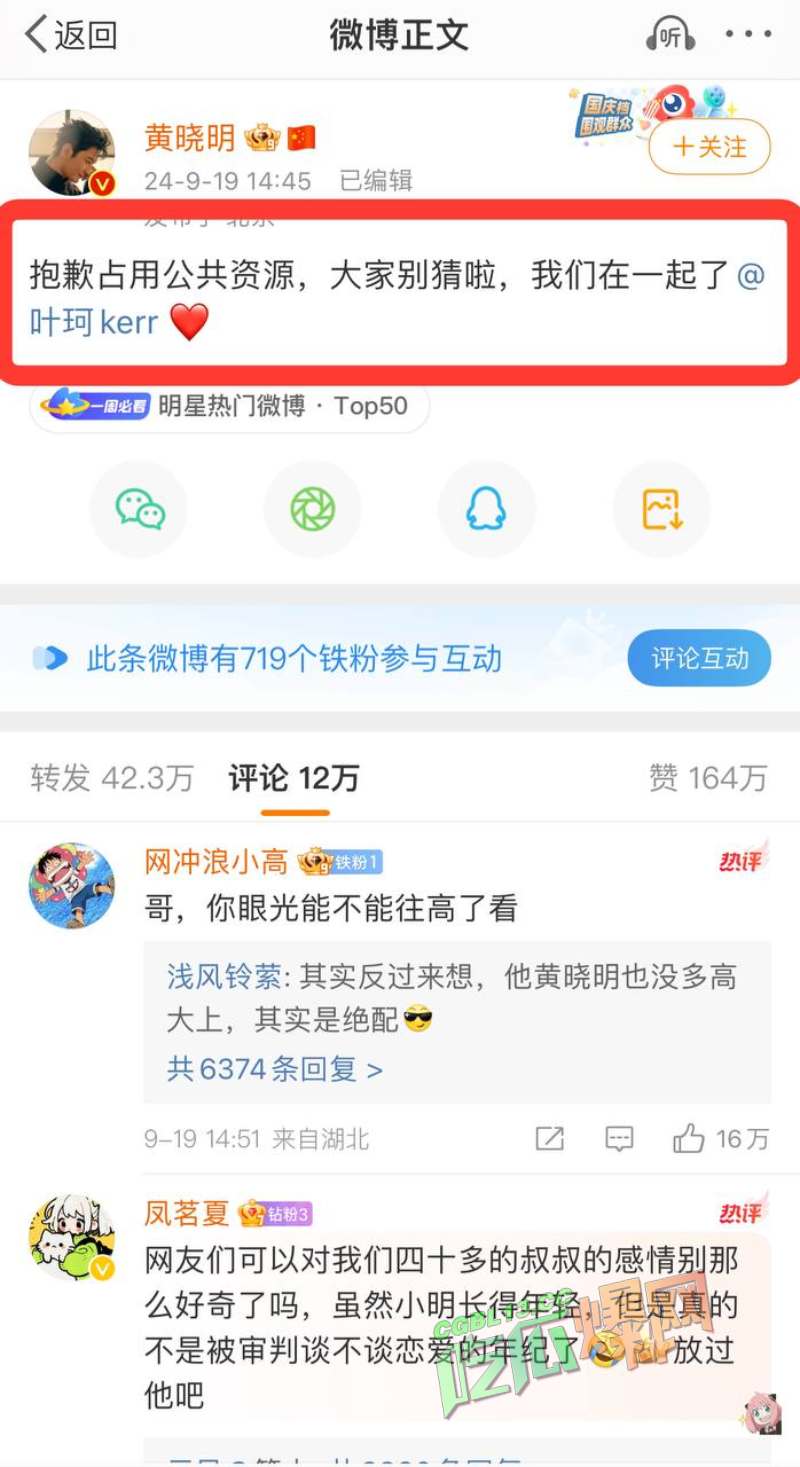 返回
微博正文
听
国庆档
围观群众
黄晓明
+关注
24-9-19 14:45 已编辑
发布于 北京
抱歉占用公共资源，大家别猜啦，我们在一起了@
叶珂kerr ❤️
一周必看 明星热门微博 · Top50
此条微博有719个铁粉参与互动
评论互动
转发 42.3万 评论 12万 赞 164万
网冲浪小高 铁粉1
热评
哥，你眼光能不能往高了看
浅风铃萦: 其实反过来想，他黄晓明也没多高
大上，其实是绝配😎
共6374条回复 >
9-19 14:51 来自湖北
16万
凤茗夏 钻粉3
热评
网友们可以对我们四十多的叔叔的感情别那
么好奇了吗，虽然小明长得年轻，但是真的
不是被审判谈不谈恋爱的年纪了😂 放过
他吧
CGBL13.CC
吃瓜爆网